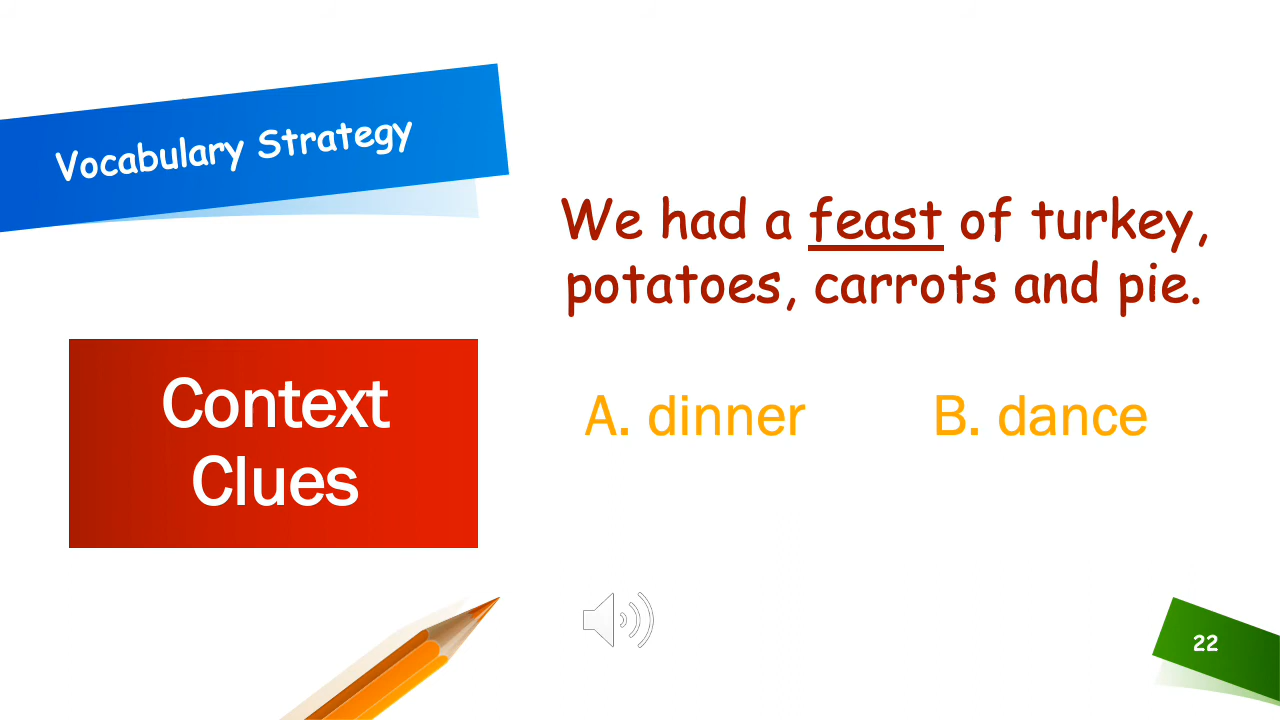 Vocabulary Strategy
We had a feast of turkey,
potatoes, carrots and pie.
Context
Clues
A. dinner
B. dance
22